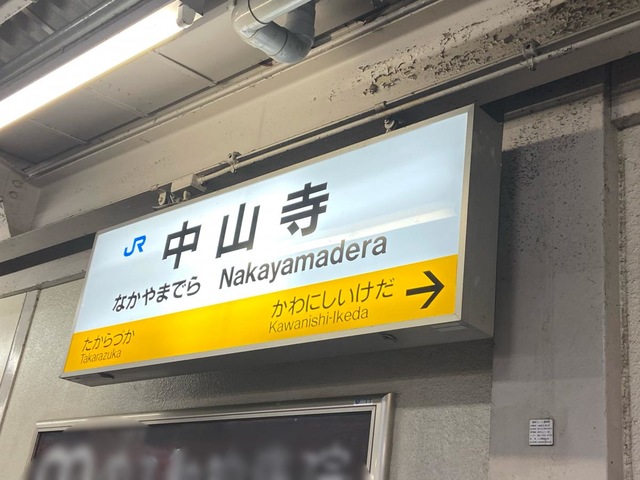 JR 中山寺
なかやまでら Nakayamadera
たからづか かわにしいけだ →
Takarazuka Kawanishi-Ikeda